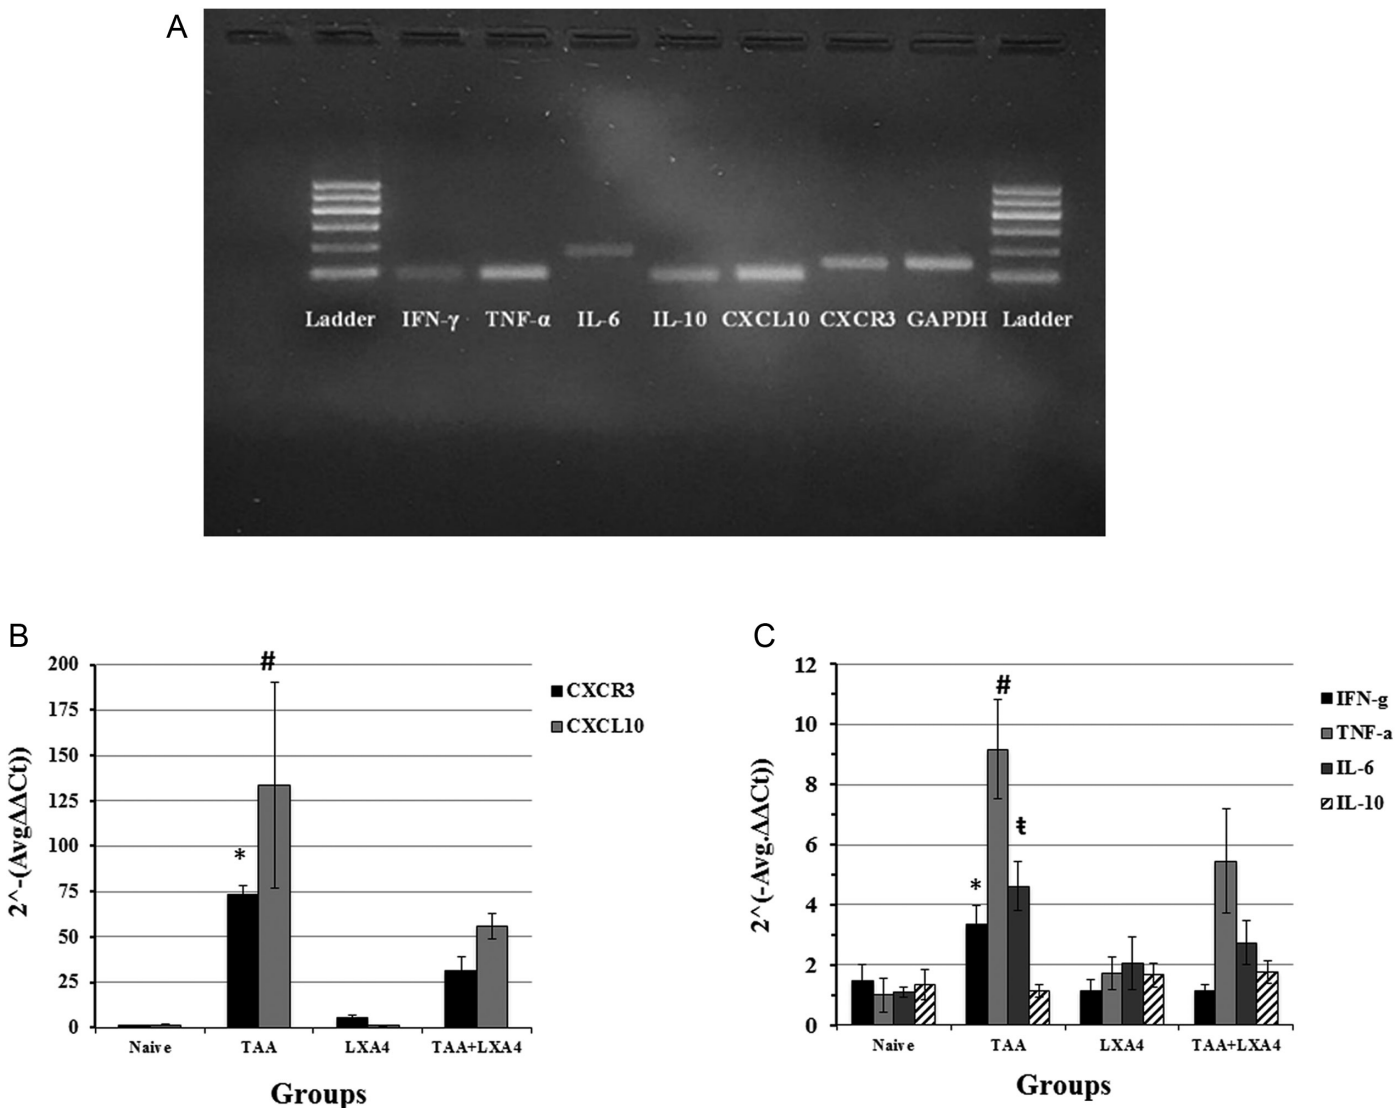 A
Ladder IFN-γ TNF-α IL-6 IL-10 CXCL10 CXCR3 GAPDH Ladder
B
200
175
150
125
100
75
50
25
0
2^-(AvgΔΔCt))
*
#
CXCR3
CXCL10
Naive TAA LXA4 TAA+LXA4
Groups
C
12
10
8
6
4
2
0
2^(-Avg.ΔΔCt))
*
#
ŧ
IFN-g
TNF-a
IL-6
IL-10
Naive TAA LXA4 TAA+LXA4
Groups